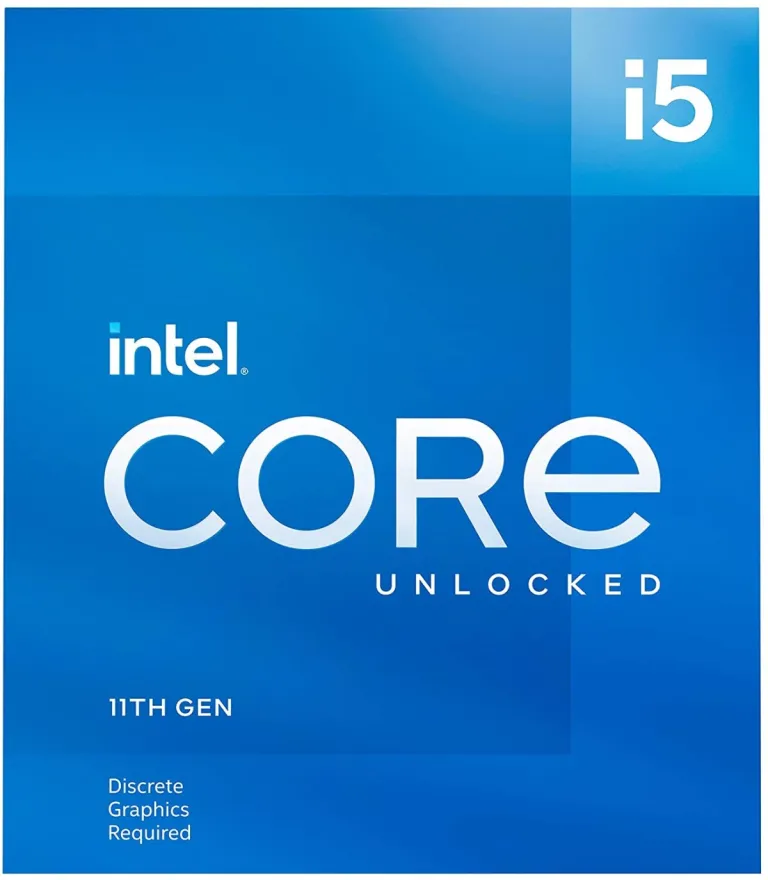 i5
intel®
CORe
UNLOCKED
11TH GEN
Discrete
Graphics
Required